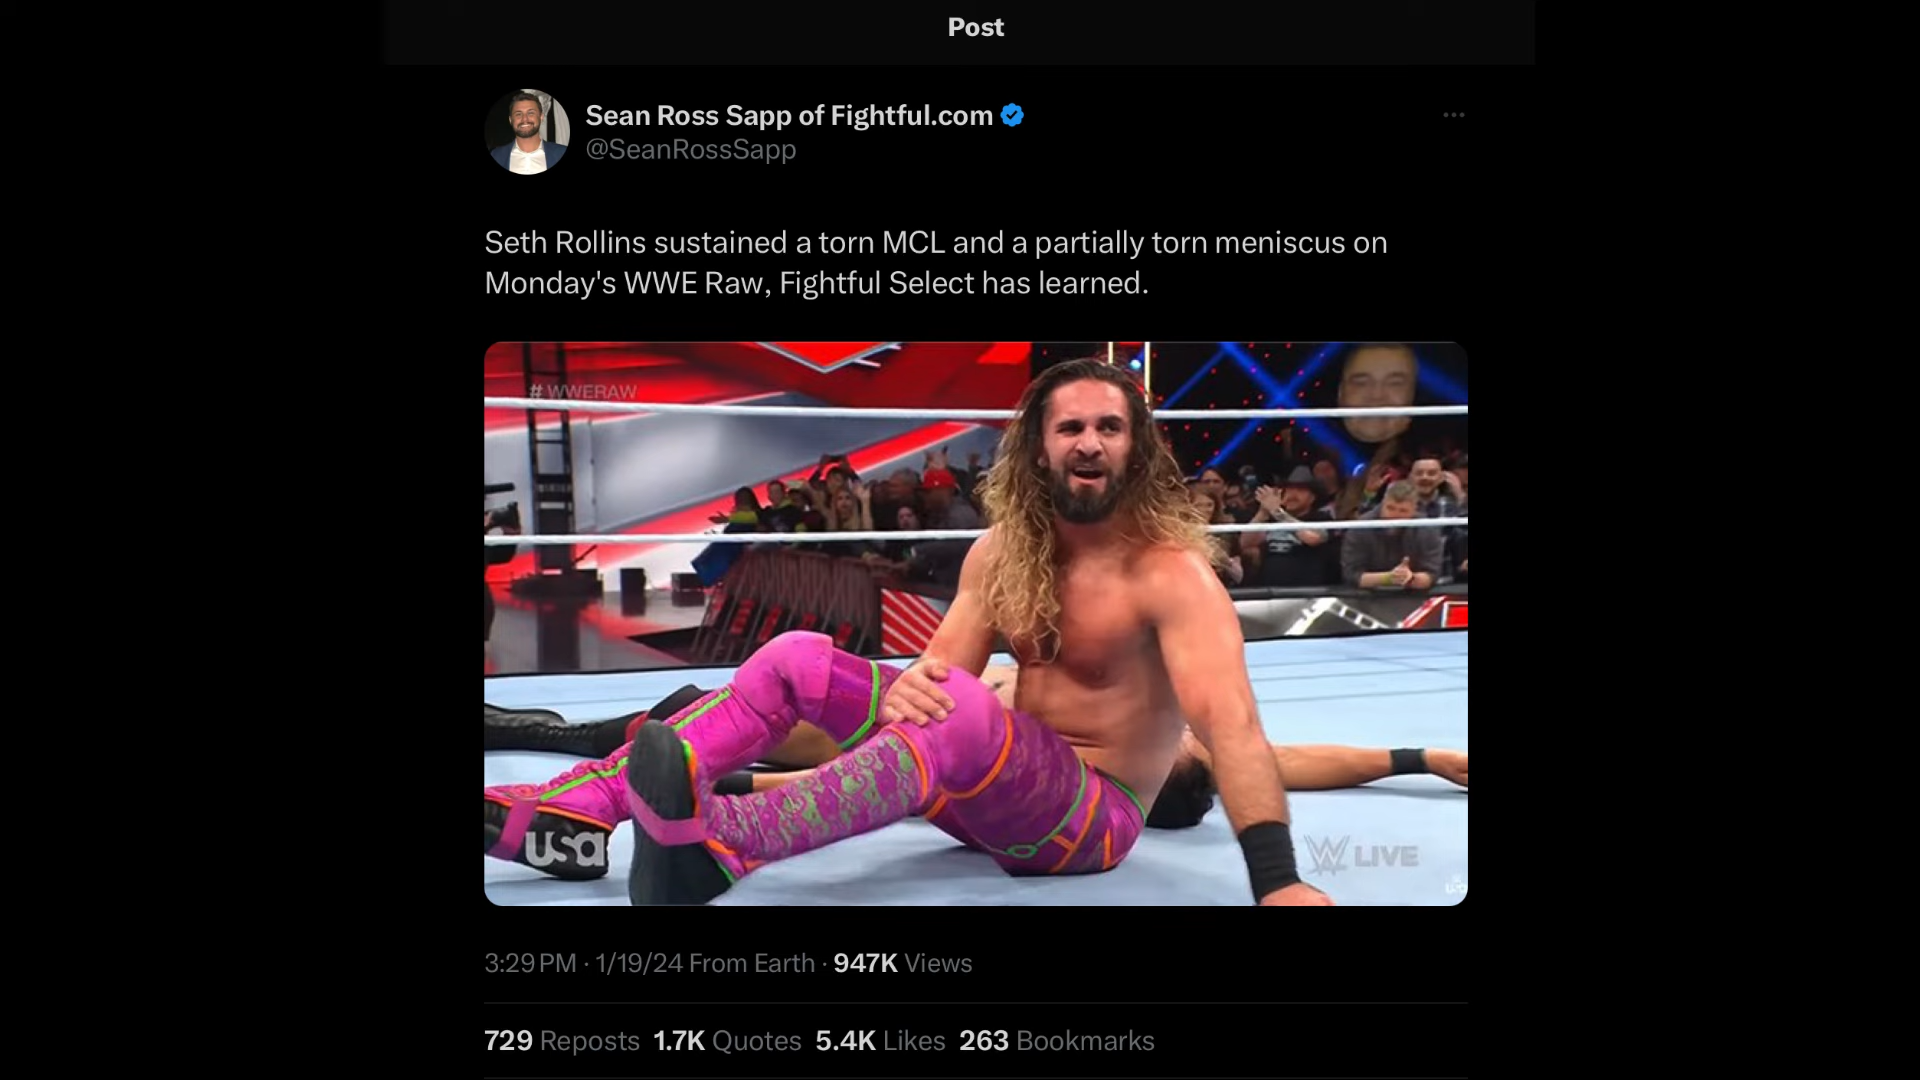 Post
Sean Ross Sapp of Fightful.com
@SeanRossSapp
Seth Rollins sustained a torn MCL and a partially torn meniscus on
Monday's WWE Raw, Fightful Select has learned.
#WWERAW
usa
W LIVE
3:29 PM · 1/19/24 From Earth · 947K Views
729 Reposts 1.7K Quotes 5.4K Likes 263 Bookmarks